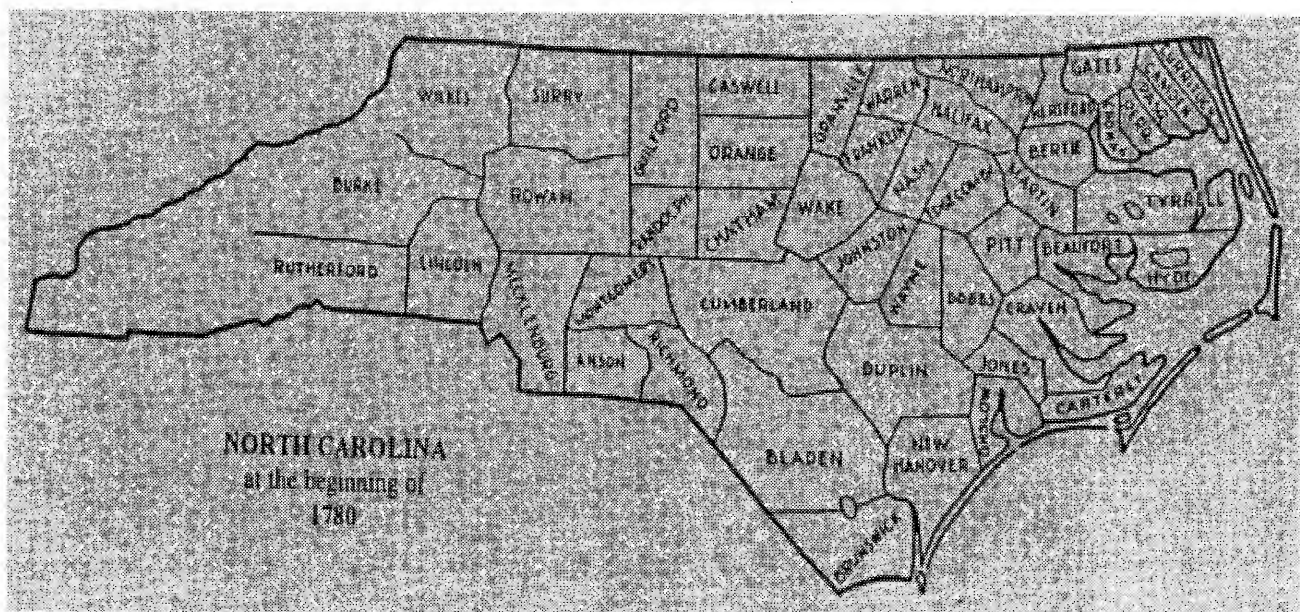 WILKES
SURRY
GUILFORD
CASWELL
ORANGE
GRANVILLE
WARREN
FRANKLIN
HALIFAX
GATES
HERTFORD
CAMDEN
CURRITUCK
BERTIE
MARTIN
TYRRELL
BURKE
ROWAN
RANDOLPH
CHATHAM
WAKE
NASH
EDGECOMBE
JOHNSTON
PITT
BEAUFORT
HYDE
RUTHERFORD
LINCOLN
MECKLENBURG
MONTGOMERY
CUMBERLAND
WAYNE
DOBBS
CRAVEN
ANSON
RICHMOND
DUPLIN
JONES
CARTERET
ONSLOW
BLADEN
NEW
HANOVER
BRUNSWICK
NORTH CAROLINA
at the beginning of
1780